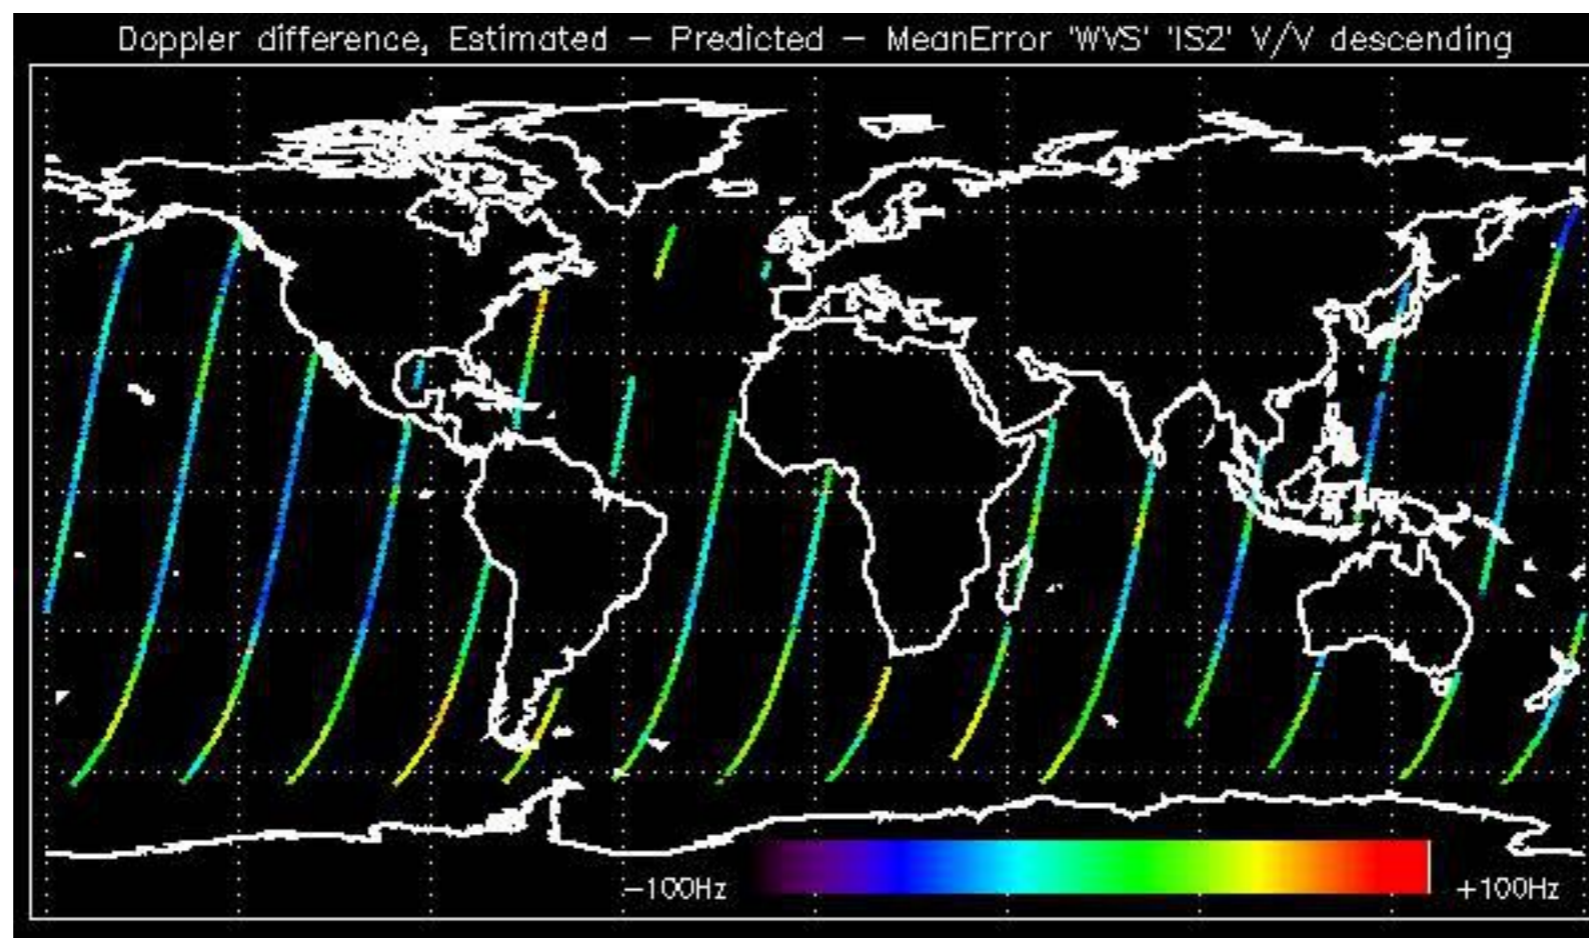 Doppler difference, Estimated – Predicted – MeanError 'WVS' 'IS2' V/V descending
-100Hz
+100Hz